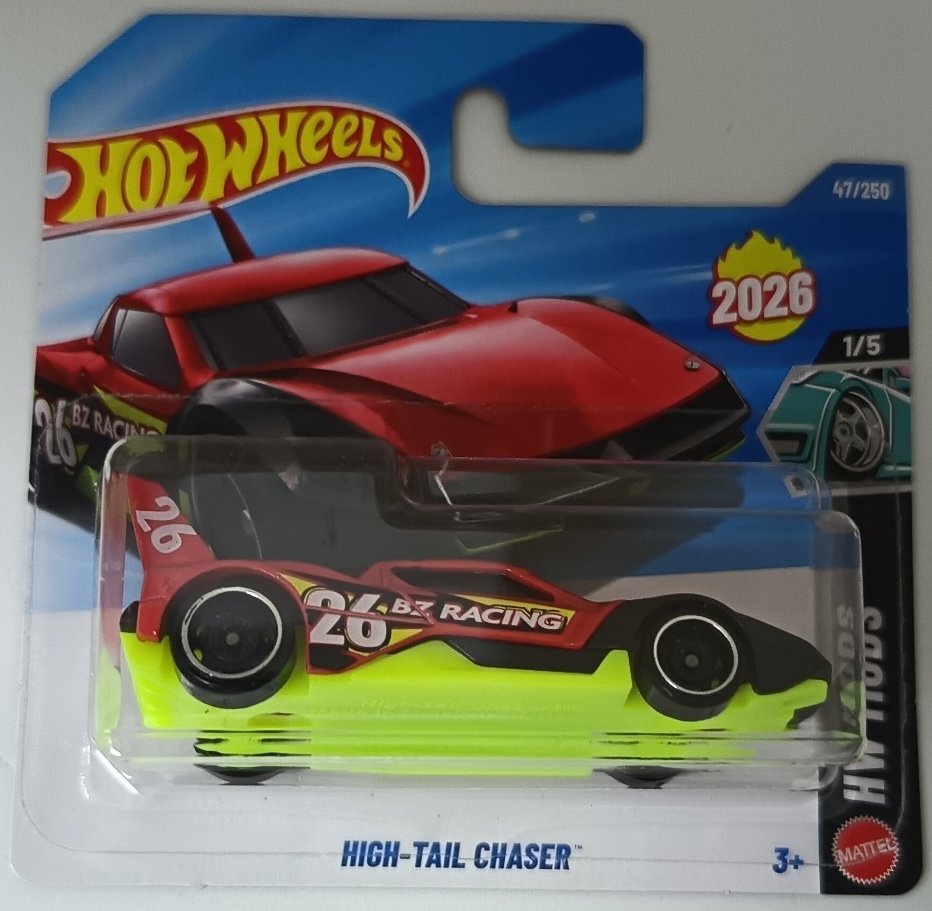 HOT WHEELS
47/250
2026
1/5
26 BZ RACING
26
26 BZ RACING
HW MODS
HIGH-TAIL CHASER™
3+
MATTEL